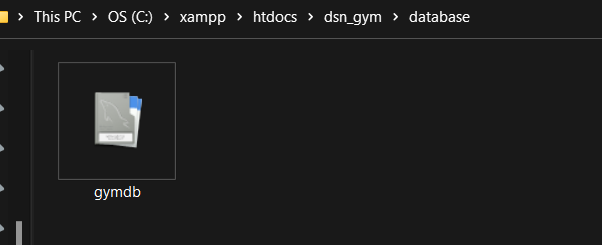 This PC > OS (C:) > xampp > htdocs > dsn_gym > database
gymdb